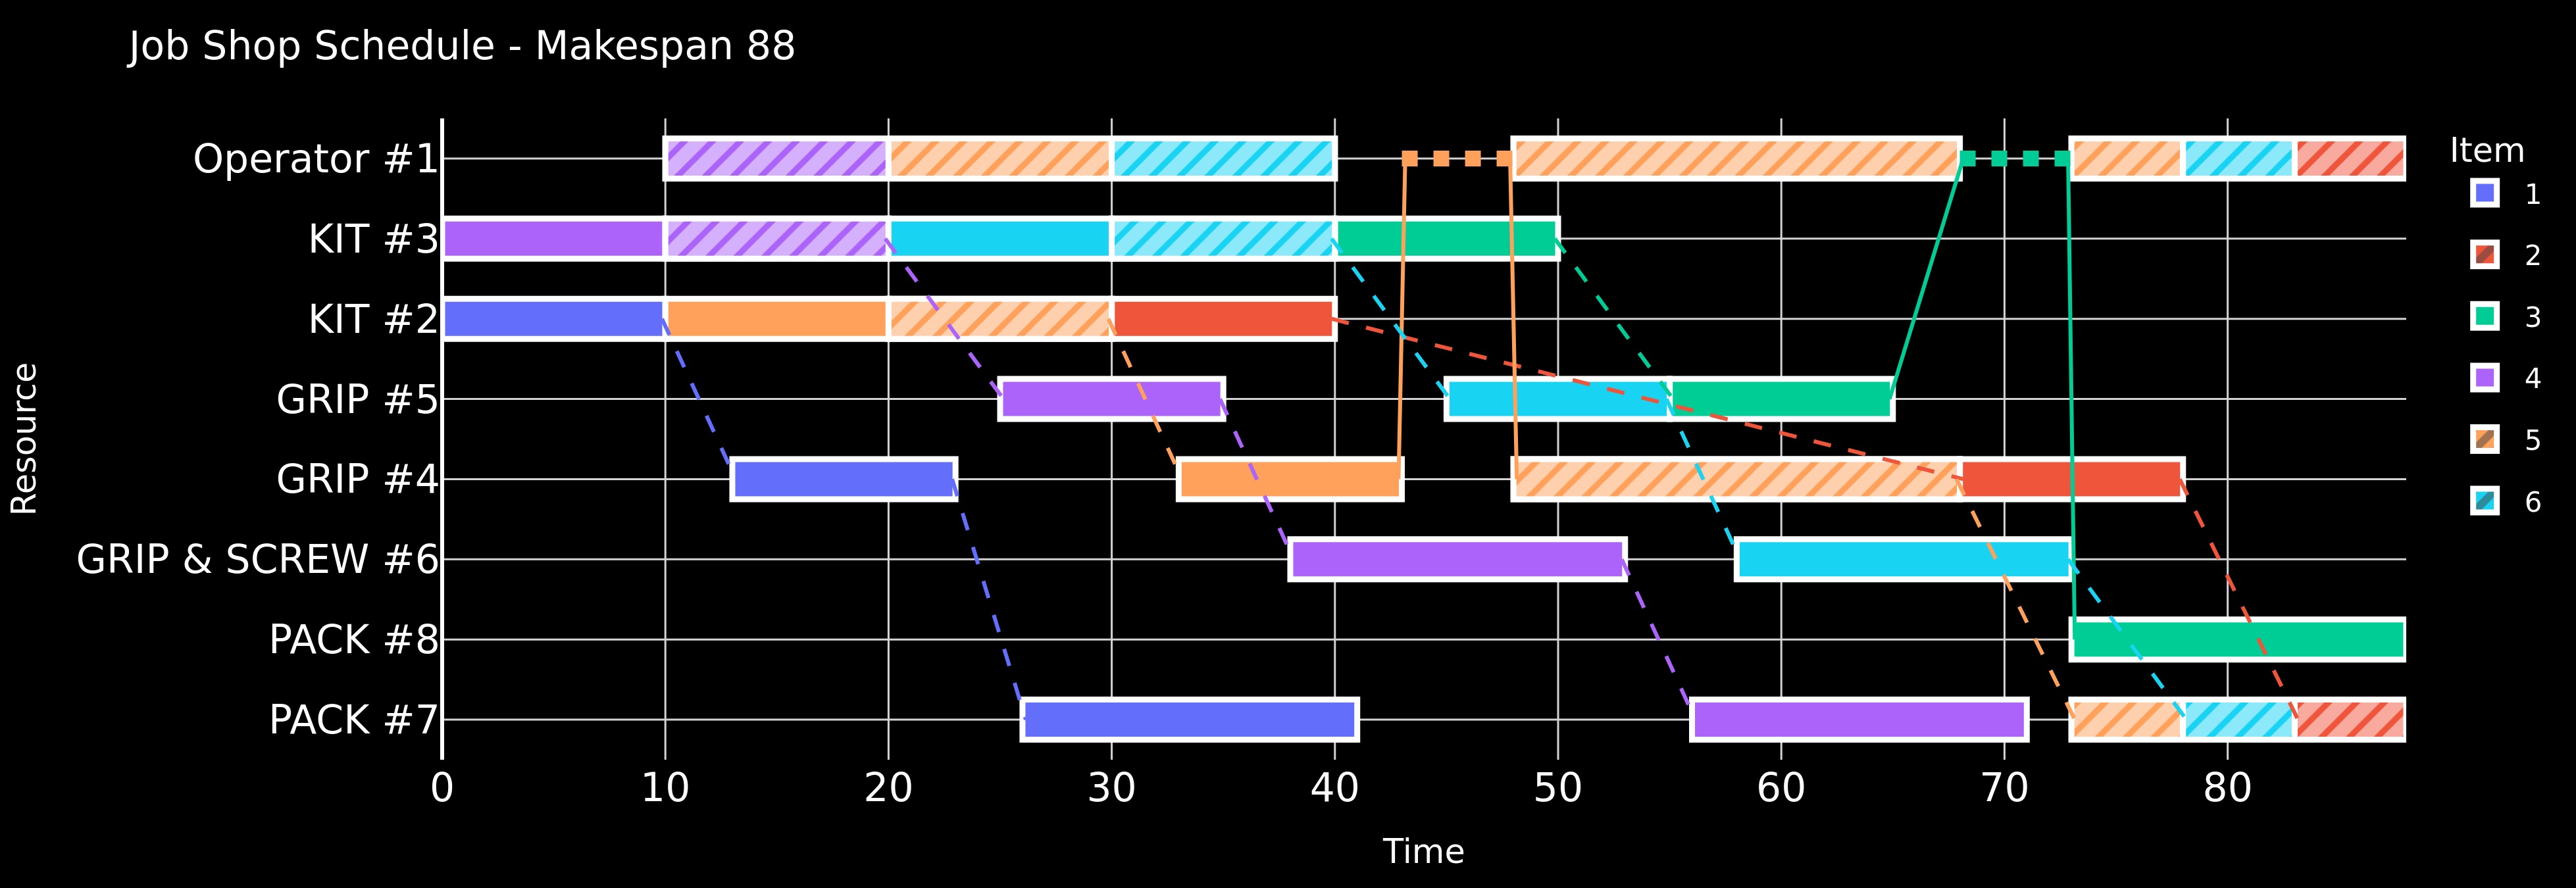 Job Shop Schedule - Makespan 88
Resource
Operator #1
KIT #3
KIT #2
GRIP #5
GRIP #4
GRIP & SCREW #6
PACK #8
PACK #7
0 10 20 30 40 50 60 70 80
Time
Item
1
2
3
4
5
6